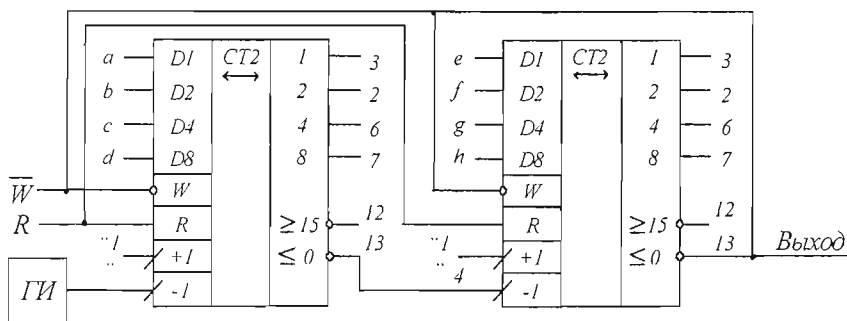 a D1 CT2 1 3 e D1 CT2 1 3
b D2 2 2 f D2 2 2
c D4 4 6 g D4 4 6
d D8 8 7 h D8 8 7
W W W
R R ≥15 12 R ≥15 12
"1" +1 ≤0 13 "1" +1 ≤0 13 Выход
ГИ -1 4 -1